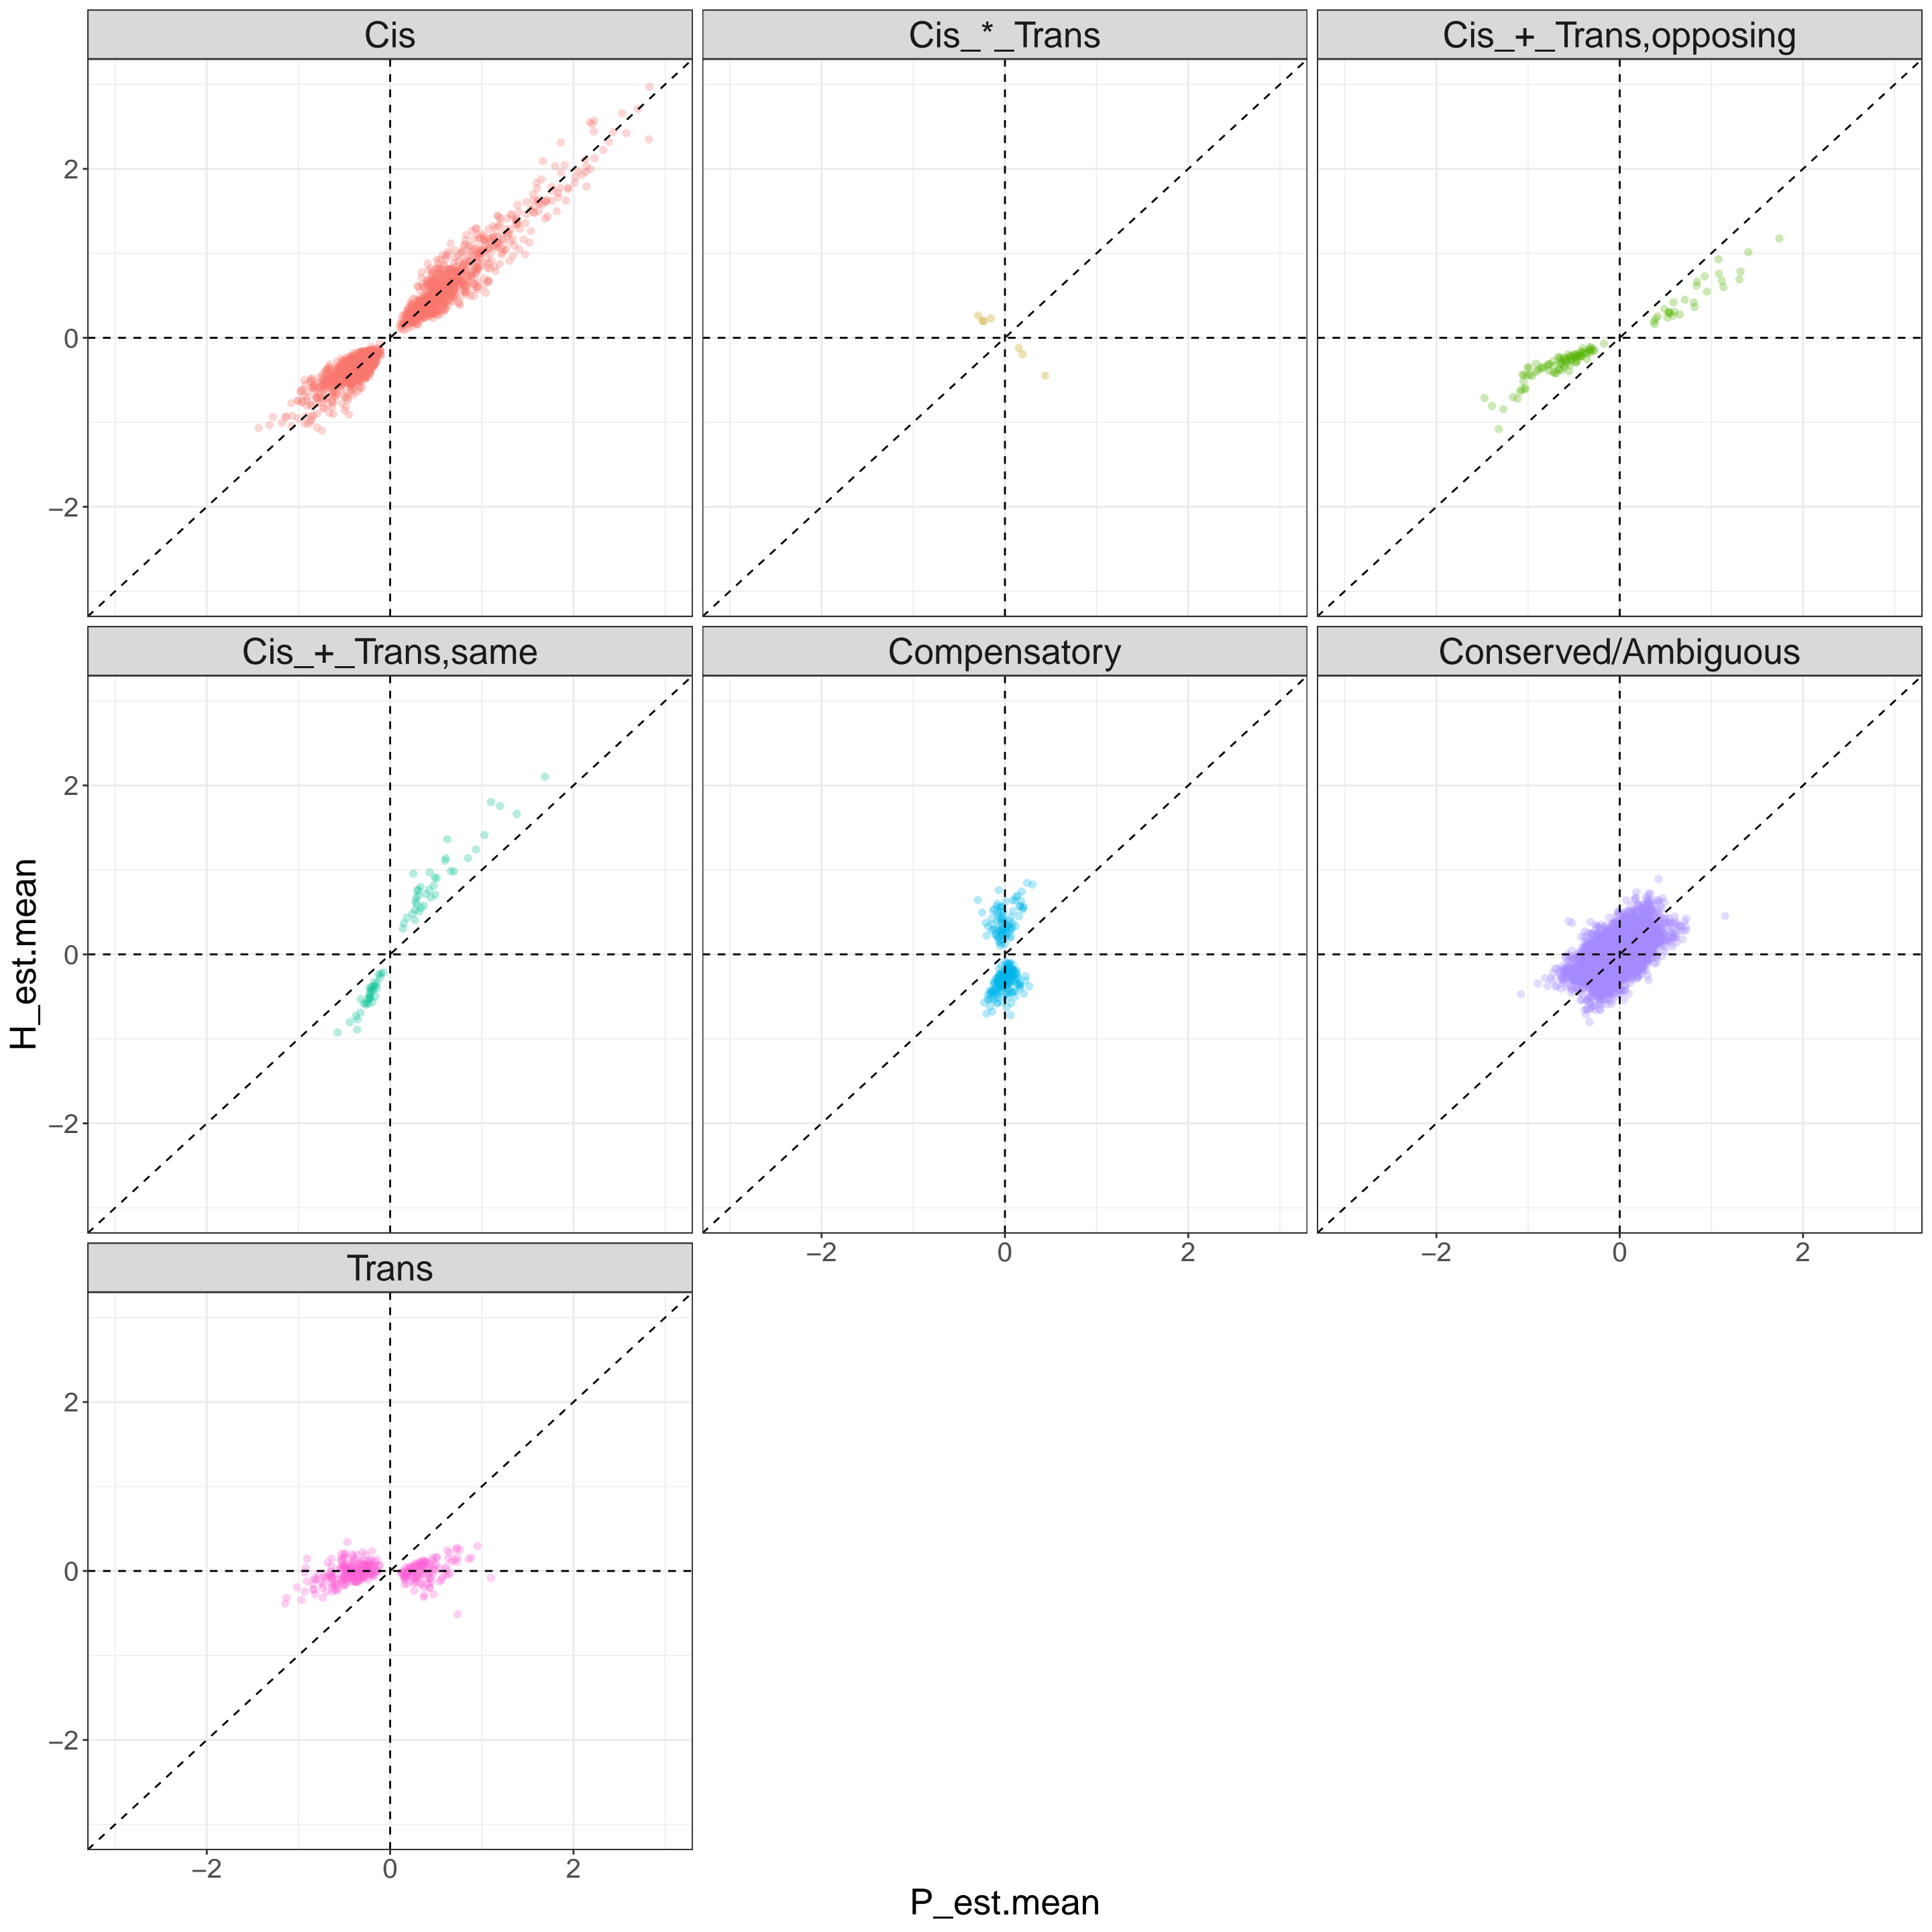 Cis
Cis_*_Trans
Cis_+_Trans,opposing
2
0
−2
Cis_+_Trans,same
Compensatory
Conserved/Ambiguous
2
0
−2
−2
0
2
−2
0
2
Trans
2
0
−2
−2
0
2
H_est.mean
P_est.mean